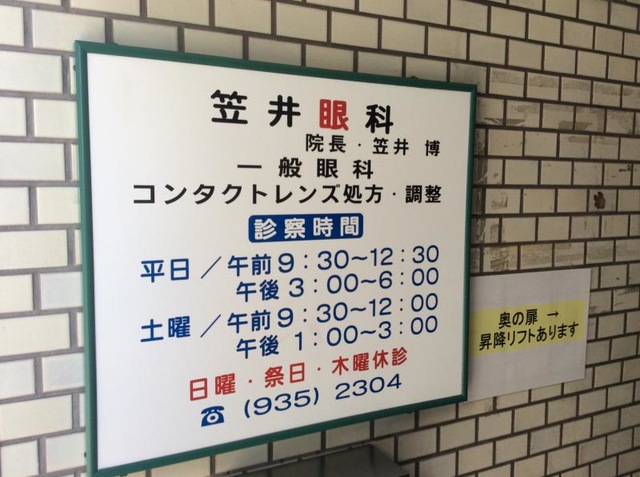 笠井眼科
院長・笠井 博
一般眼科
コンタクトレンズ処方・調整
診察時間
平日／午前9：30～12：30
午後3：00～6：00
土曜／午前9：30～12：00
午後1：00～3：00
日曜・祭日・木曜休診
☎ (935) 2304
奥の扉 →
昇降リフトあります